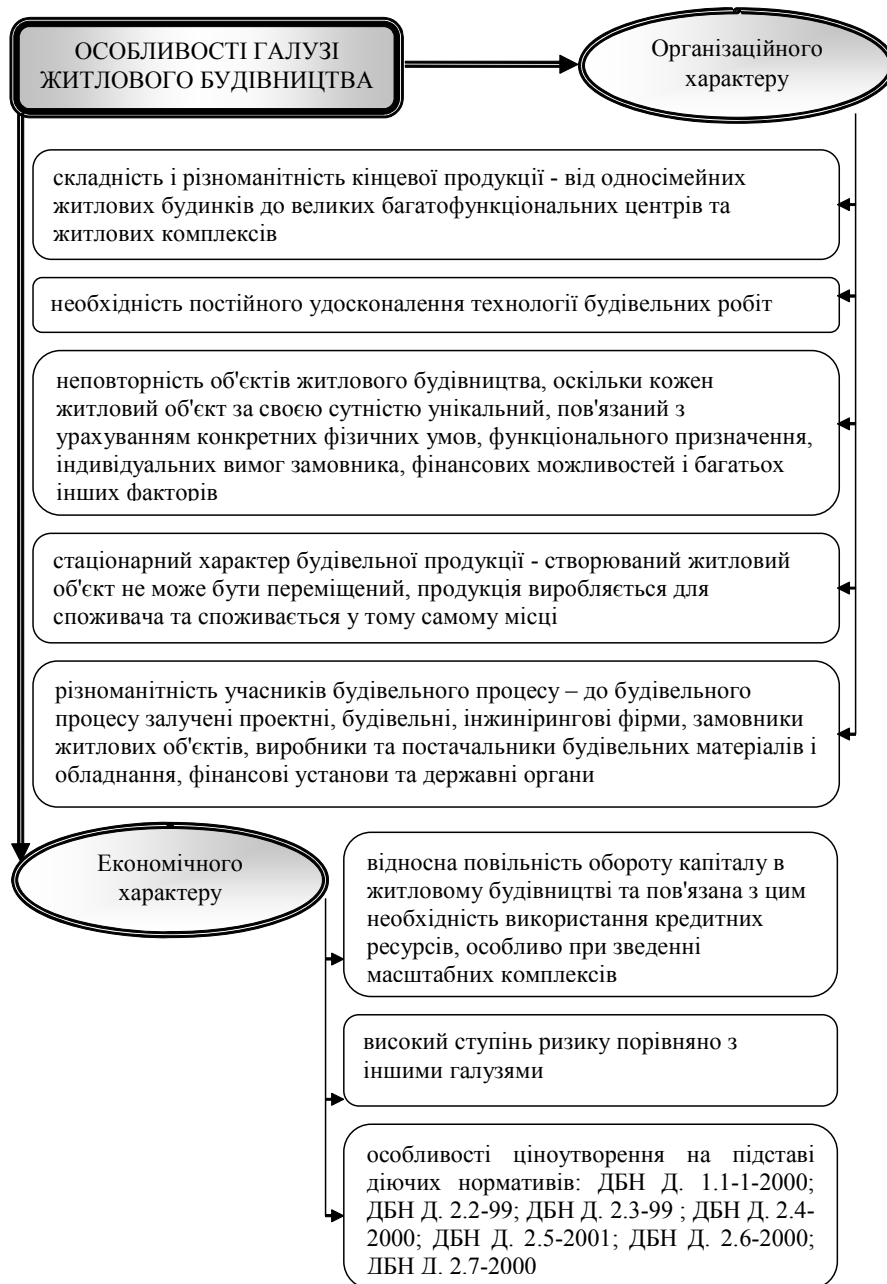 ОСОБЛИВОСТІ ГАЛУЗІ
ЖИТЛОВОГО БУДІВНИЦТВА
Організаційного
характеру
складність і різноманітність кінцевої продукції - від односімейних
житлових будинків до великих багатофункціональних центрів та
житлових комплексів
необхідність постійного удосконалення технології будівельних робіт
неповторність об'єктів житлового будівництва, оскільки кожен
житловий об'єкт за своєю сутністю унікальний, пов'язаний з
урахуванням конкретних фізичних умов, функціонального призначення,
індивідуальних вимог замовника, фінансових можливостей і багатьох
інших факторів
стаціонарний характер будівельної продукції - створюваний житловий
об'єкт не може бути переміщений, продукція виробляється для
споживача та споживається у тому самому місці
різноманітність учасників будівельного процесу – до будівельного
процесу залучені проектні, будівельні, інжинірингові фірми, замовники
житлових об'єктів, виробники та постачальники будівельних матеріалів і
обладнання, фінансові установи та державні органи
Економічного
характеру
відносна повільність обороту капіталу в
житловому будівництві та пов'язана з цим
необхідність використання кредитних
ресурсів, особливо при зведенні
масштабних комплексів
високий ступінь ризику порівняно з
іншими галузями
особливості ціноутворення на підставі
діючих нормативів: ДБН Д. 1.1-1-2000;
ДБН Д. 2.2-99; ДБН Д. 2.3-99 ; ДБН Д. 2.4-
2000; ДБН Д. 2.5-2001; ДБН Д. 2.6-2000;
ДБН Д. 2.7-2000